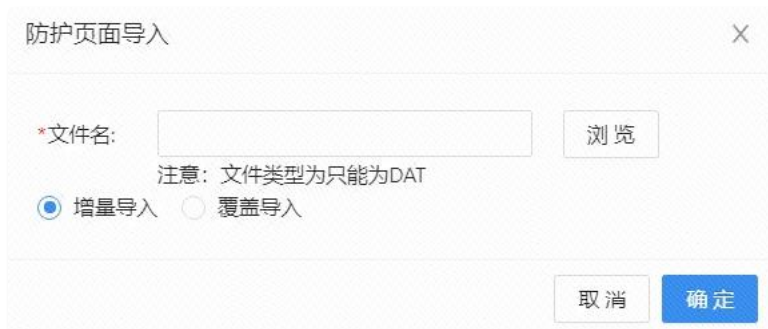 防护页面导入
*文件名:
浏览
注意：文件类型为只能为DAT
增量导入 覆盖导入
取消 确定